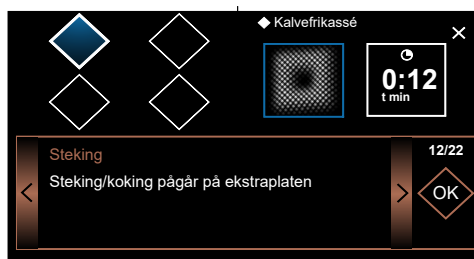 Kalvefrikassé
0:12
t min
Steking
12/22
Steking/koking pågår på ekstraplaten
OK